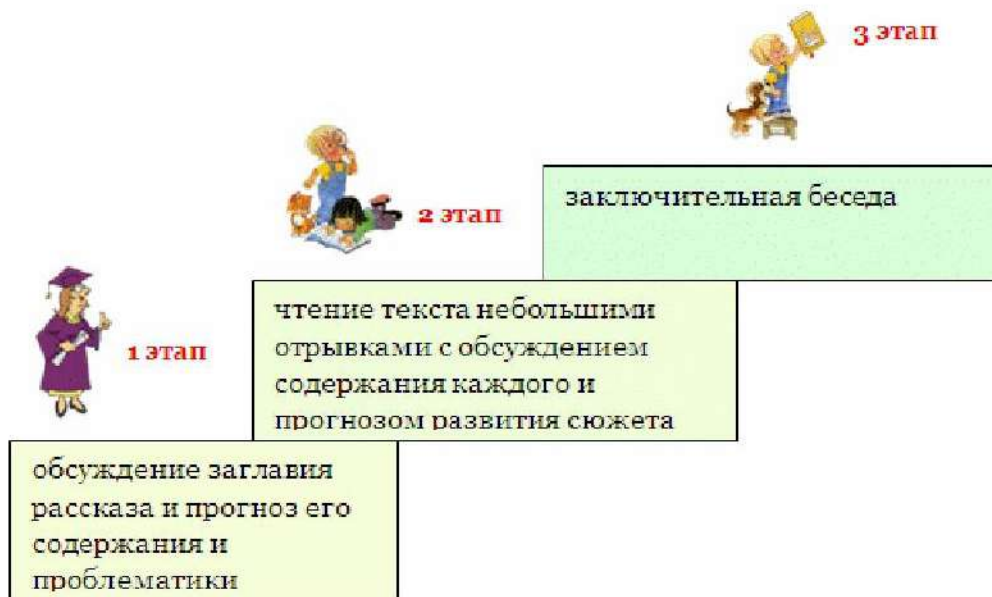 3 этап
заключительная беседа
2 этап
чтение текста небольшими
отрывками с обсуждением
содержания каждого и
прогнозом развития сюжета
1 этап
обсуждение заглавия
рассказа и прогноз его
содержания и
проблематики